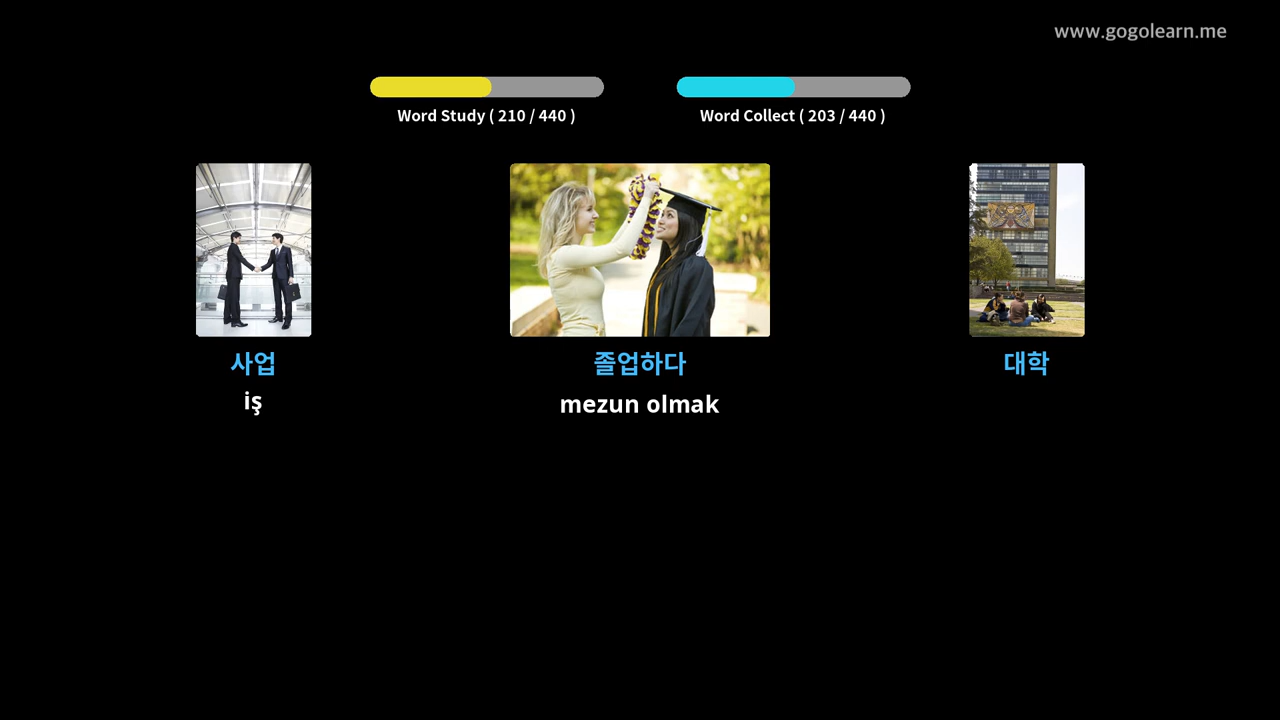 www.gogolearn.me
Word Study ( 210 / 440 )
Word Collect ( 203 / 440 )
사업
iş
졸업하다
mezun olmak
대학